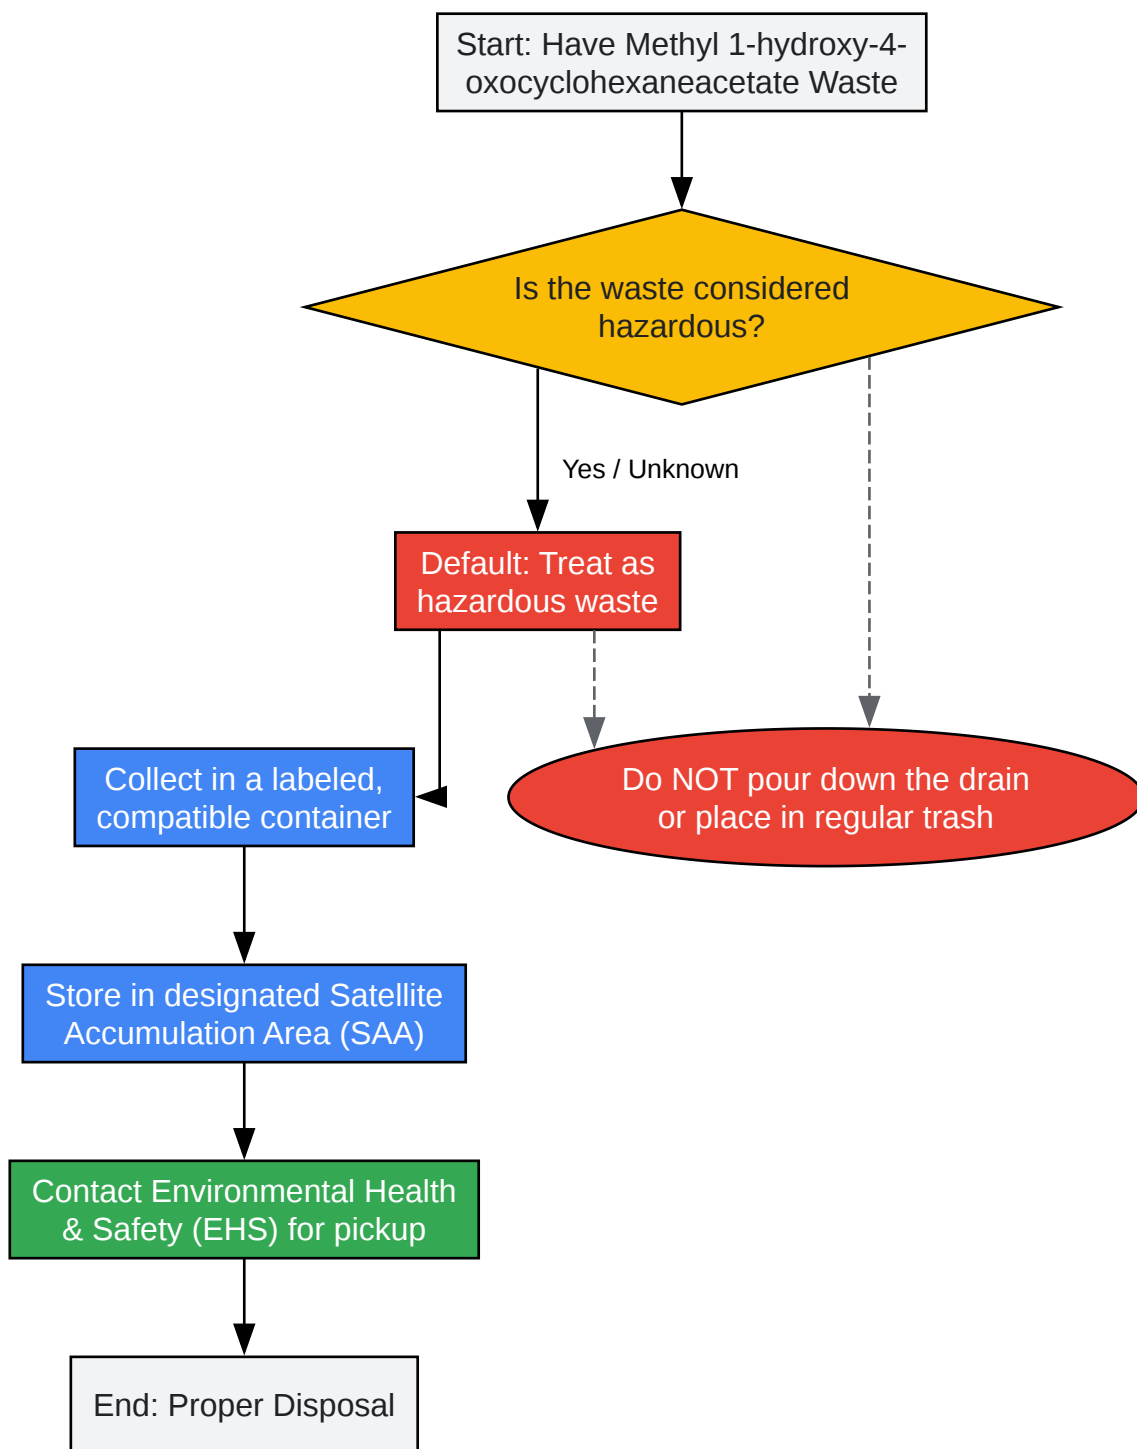 Start: Have Methyl 1-hydroxy-4-
oxocyclohexaneacetate Waste
Is the waste considered
hazardous?
Yes / Unknown
Default: Treat as
hazardous waste
Collect in a labeled,
compatible container
Do NOT pour down the drain
or place in regular trash
Store in designated Satellite
Accumulation Area (SAA)
Contact Environmental Health
& Safety (EHS) for pickup
End: Proper Disposal